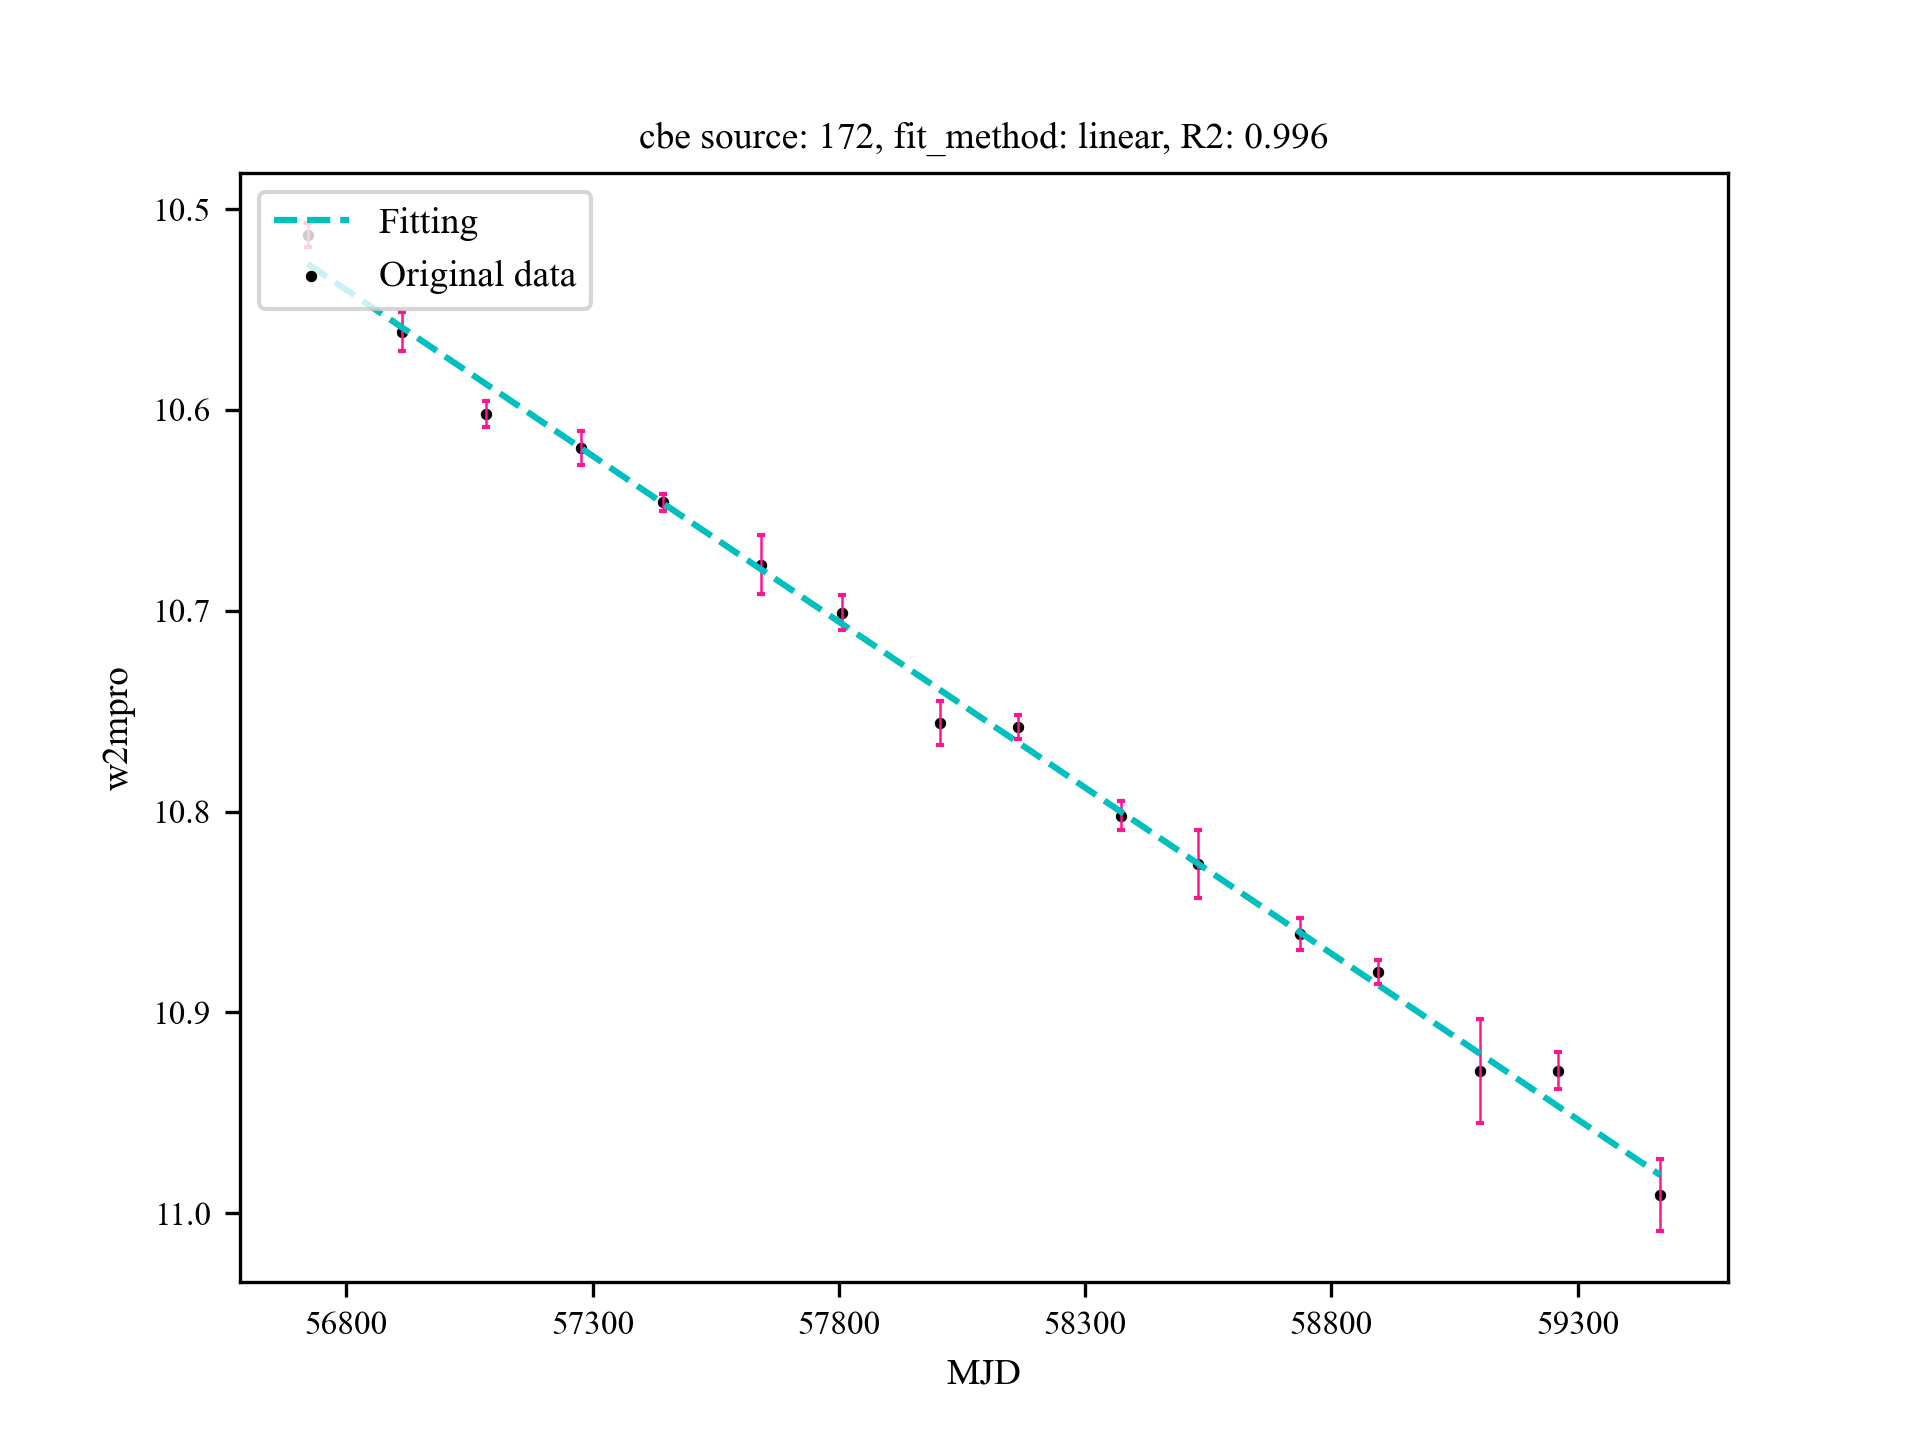 cbe source: 172, fit_method: linear, R2: 0.996
Fitting
Original data
10.5
10.6
10.7
10.8
10.9
11.0
w2mpro
56800 57300 57800 58300 58800 59300
MJD